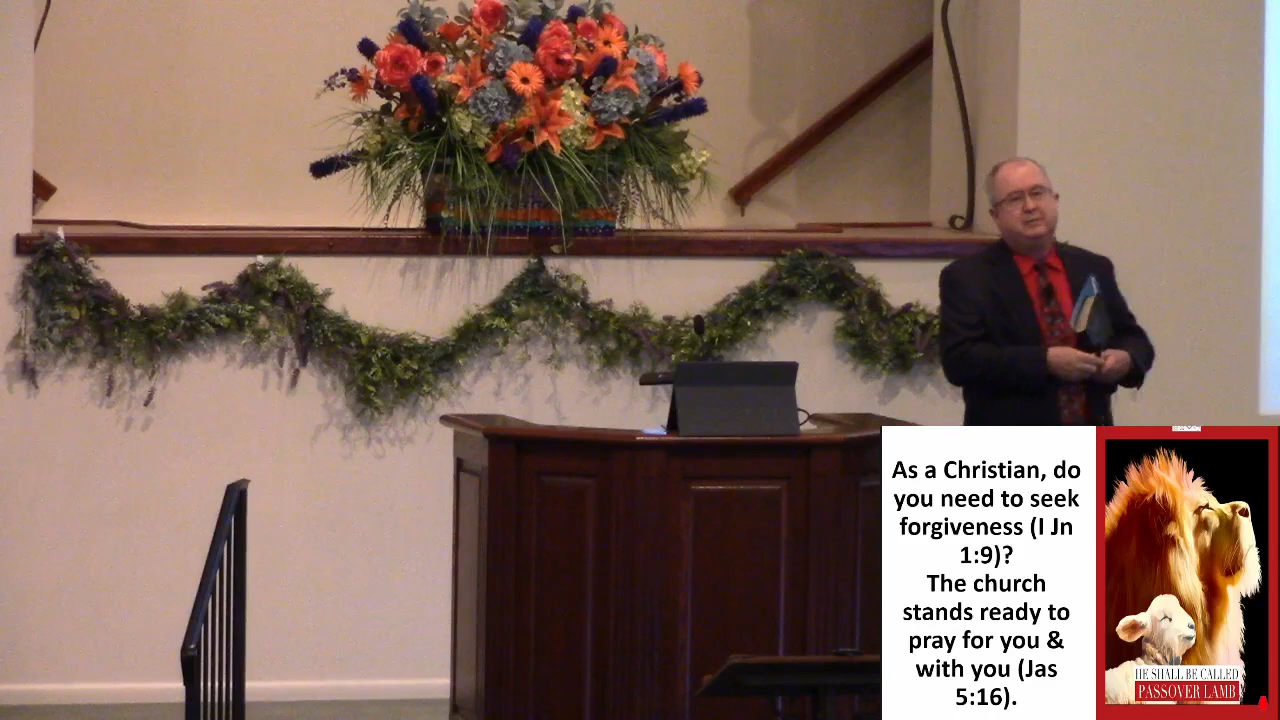 As a Christian, do
you need to seek
forgiveness (I Jn
1:9)?
The church
stands ready to
pray for you &
with you (Jas
5:16).
HE SHALL BE CALLED
PASSOVER LAMB